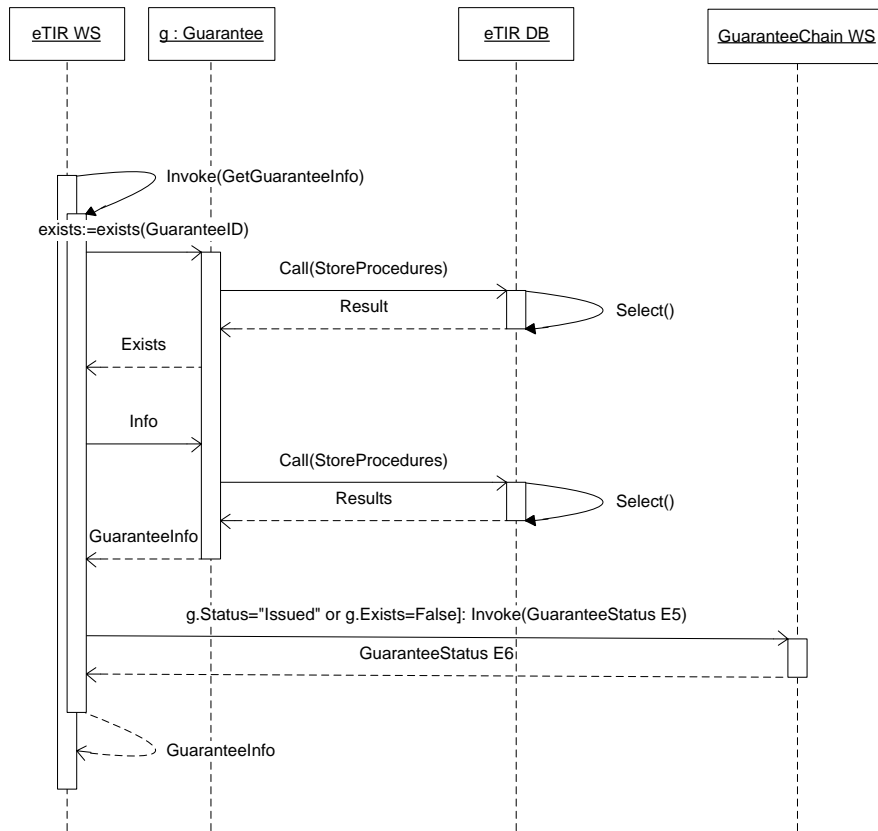 eTIR WS
g : Guarantee
eTIR DB
GuaranteeChain WS
Invoke(GetGuaranteeInfo)
exists:=exists(GuaranteeID)
Call(StoreProcedures)
Result
Select()
Exists
Info
Call(StoreProcedures)
Results
Select()
GuaranteeInfo
g.Status="Issued" or g.Exists=False]: Invoke(GuaranteeStatus E5)
GuaranteeStatus E6
GuaranteeInfo